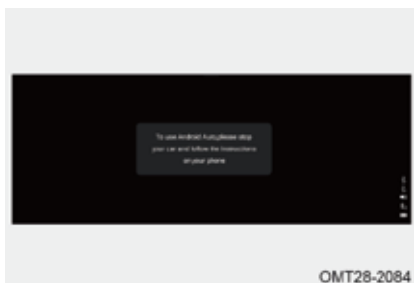 To use Android Auto,please stop
your car and follow the instructions
on your phone
OMT28-2084